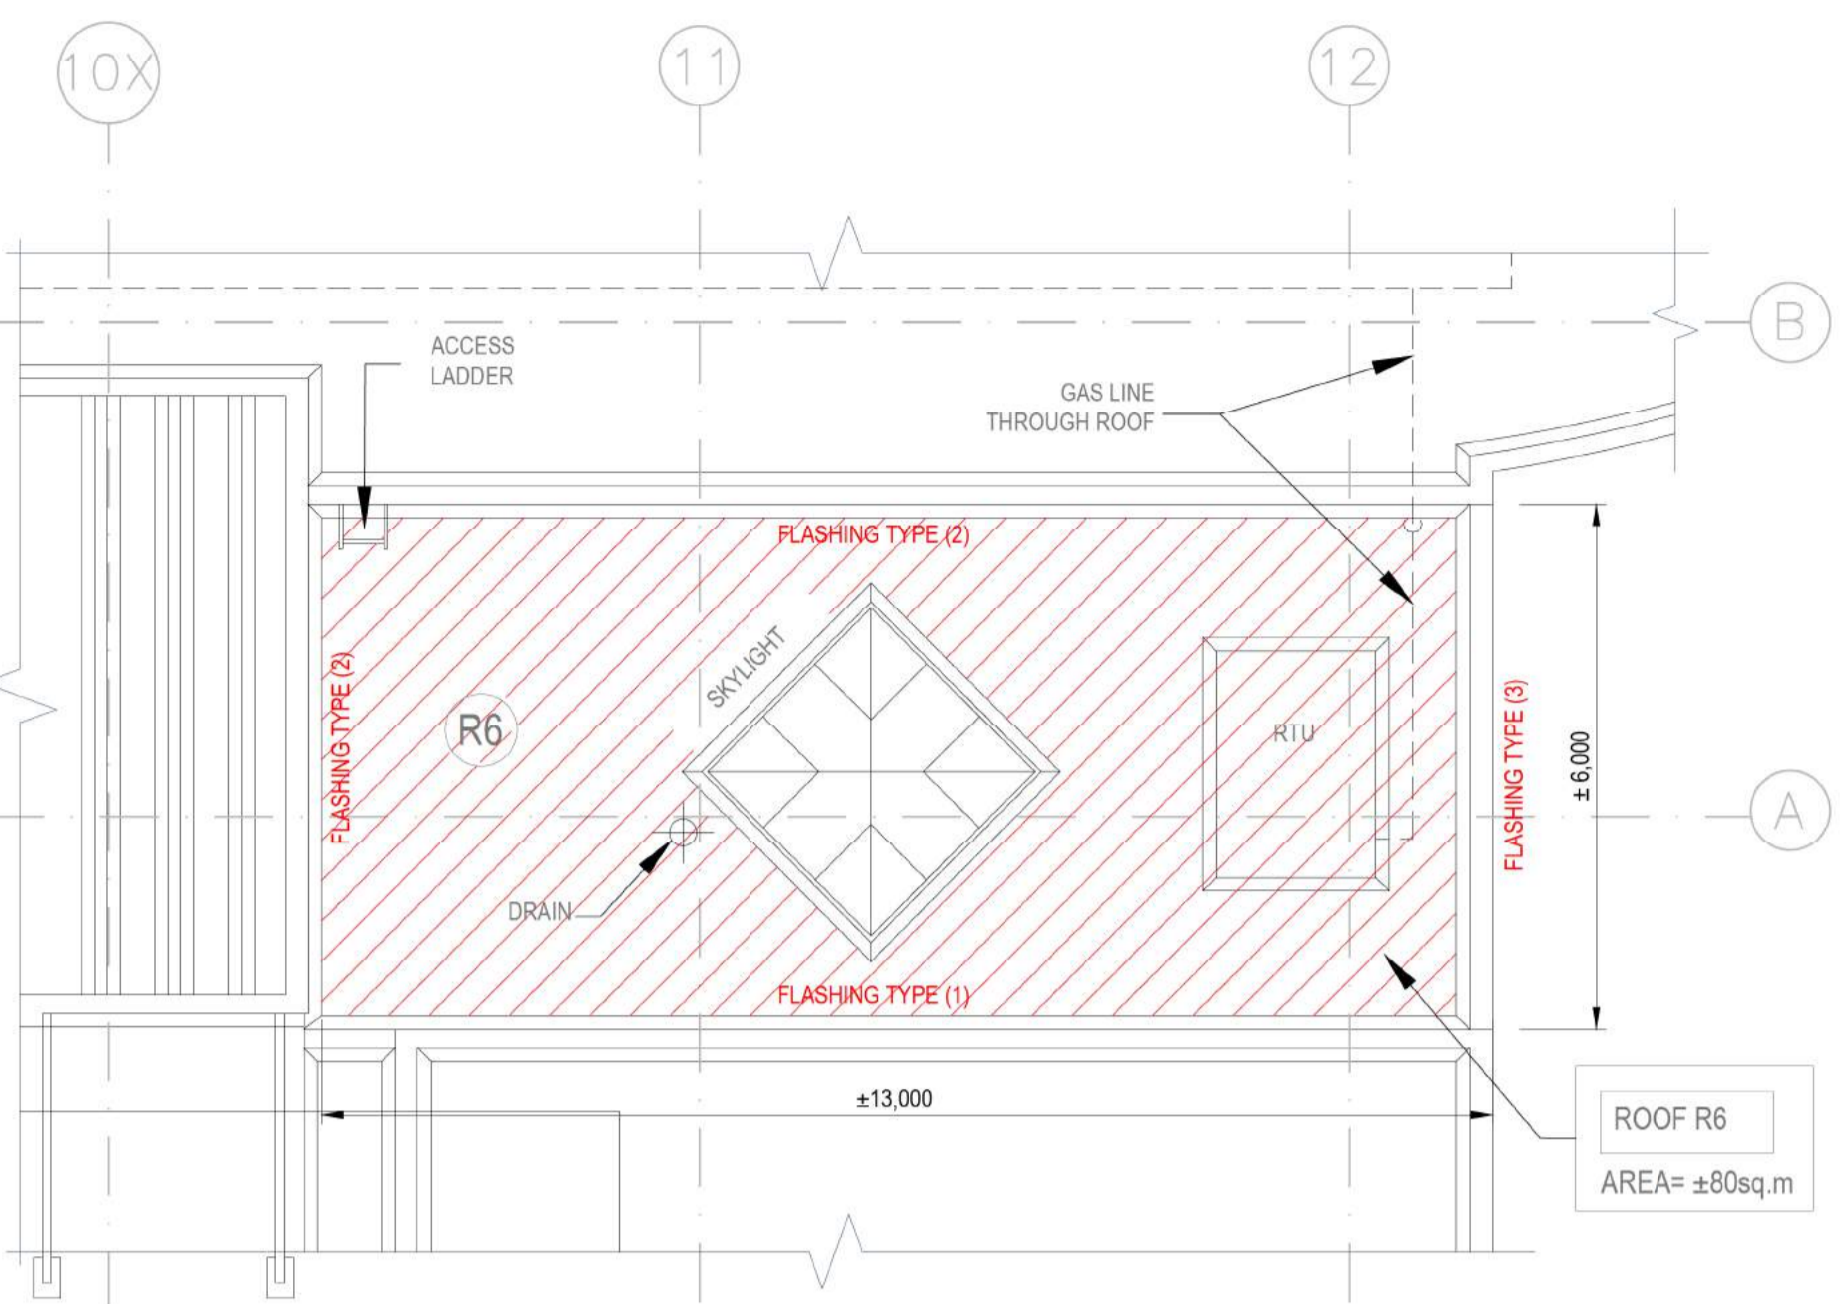 10X
11
12
B
ACCESS
LADDER
GAS LINE
THROUGH ROOF
FLASHING TYPE (2)
SKYLIGHT
FLASHING TYPE (2)
R6
RTU
FLASHING TYPE (3)
± 6,000
A
DRAIN
FLASHING TYPE (1)
±13,000
ROOF R6
AREA= ±80sq.m